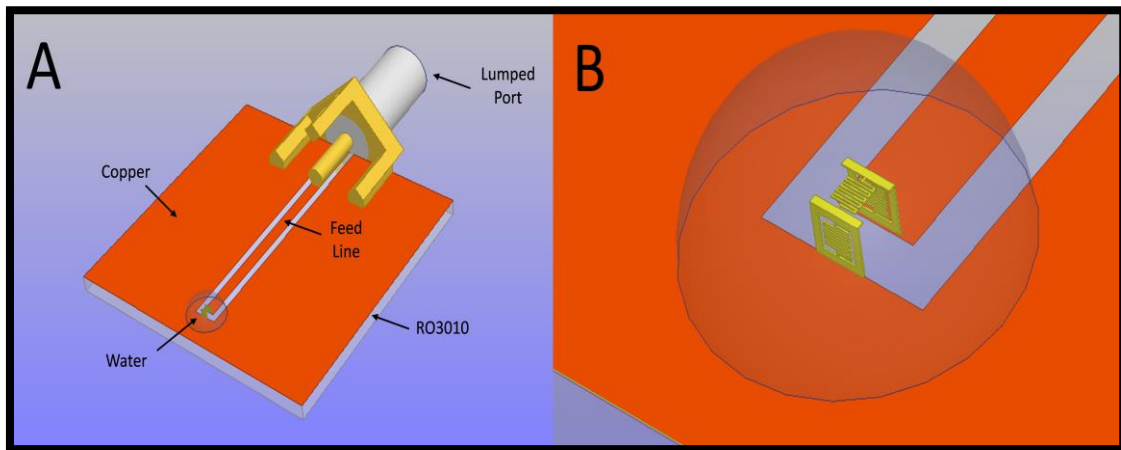 A
Lumped
Port
Copper
Feed
Line
RO3010
Water
B